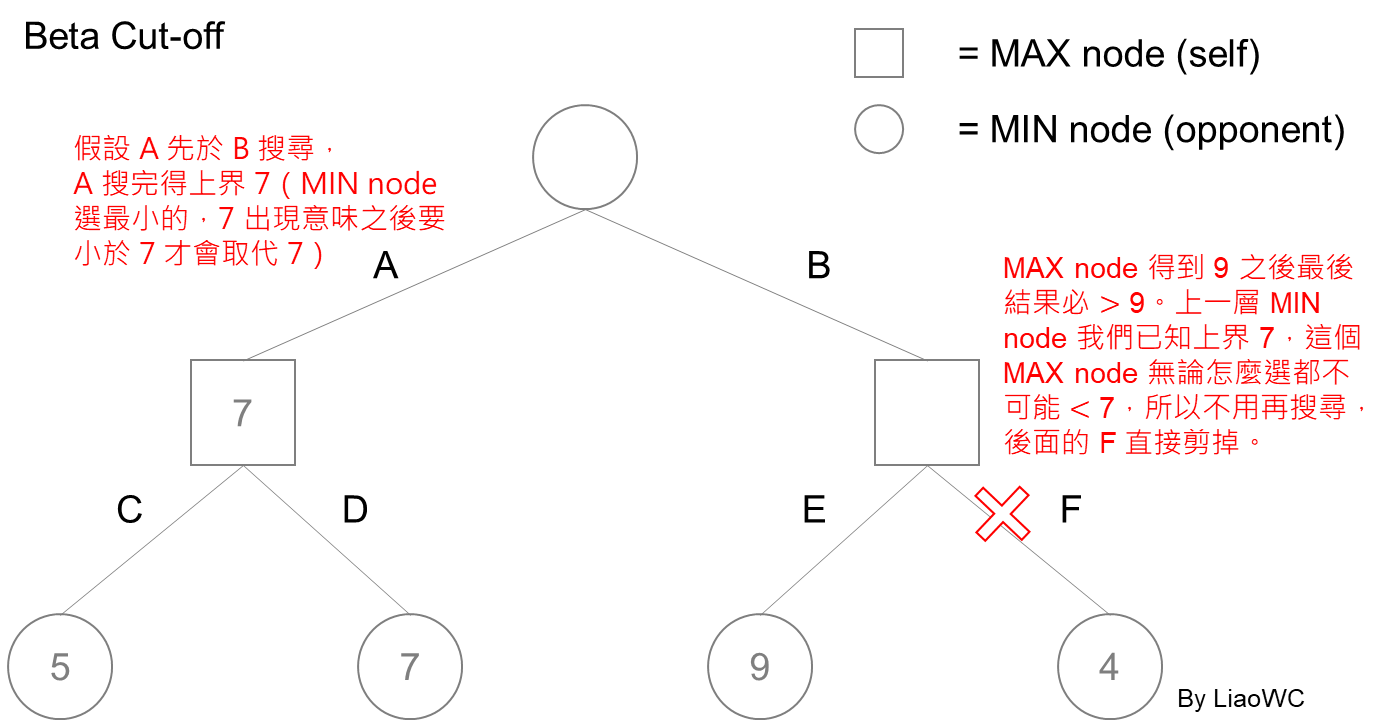 Beta Cut-off
= MAX node (self)
= MIN node (opponent)
假設 A 先於 B 搜尋，
A 搜完得上界 7 ( MIN node
選最小的，7 出現意味之後要
小於 7 才會取代 7 )
A
B
MAX node 得到 9 之後最後
結果必 > 9。上一層 MIN
node 我們已知上界 7，這個
MAX node 無論怎麼選都不
可能 < 7，所以不用再搜尋，
後面的 F 直接剪掉。
7
C
D
E
F
5
7
9
4
By LiaoWC